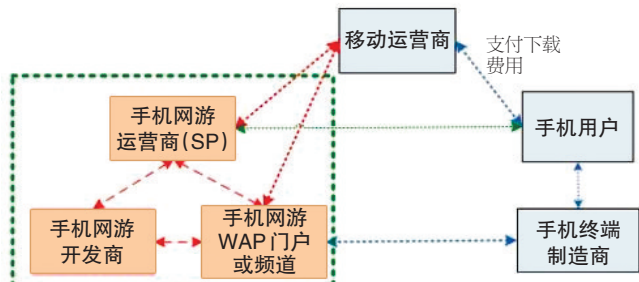 移动运营商
支付下载
费用
手机网游
运营商(SP)
手机用户
手机网游
开发商
手机网游
WAP门户
或频道
手机终端
制造商